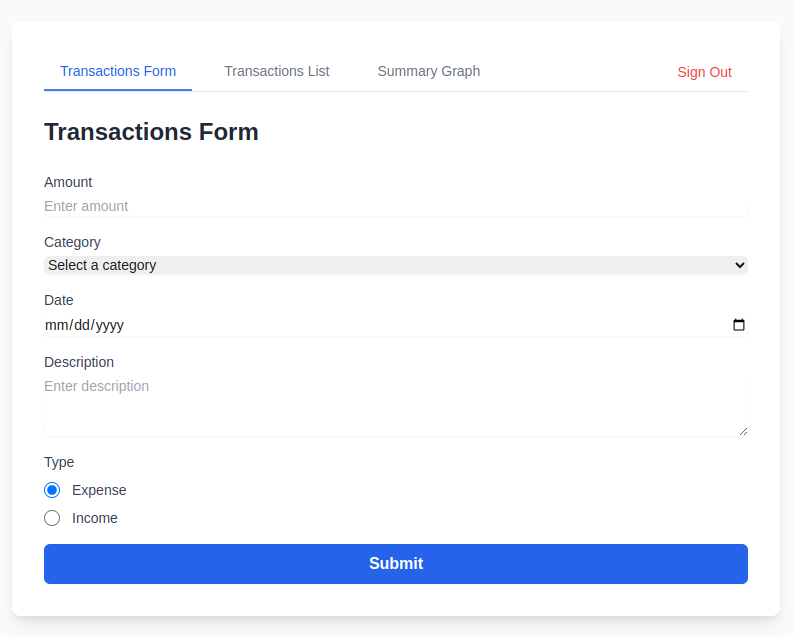 Transactions Form Transactions List Summary Graph Sign Out
Transactions Form
Amount
Enter amount
Category
Select a category
Date
mm/dd/yyyy
Description
Enter description
Type
Expense
Income
Submit